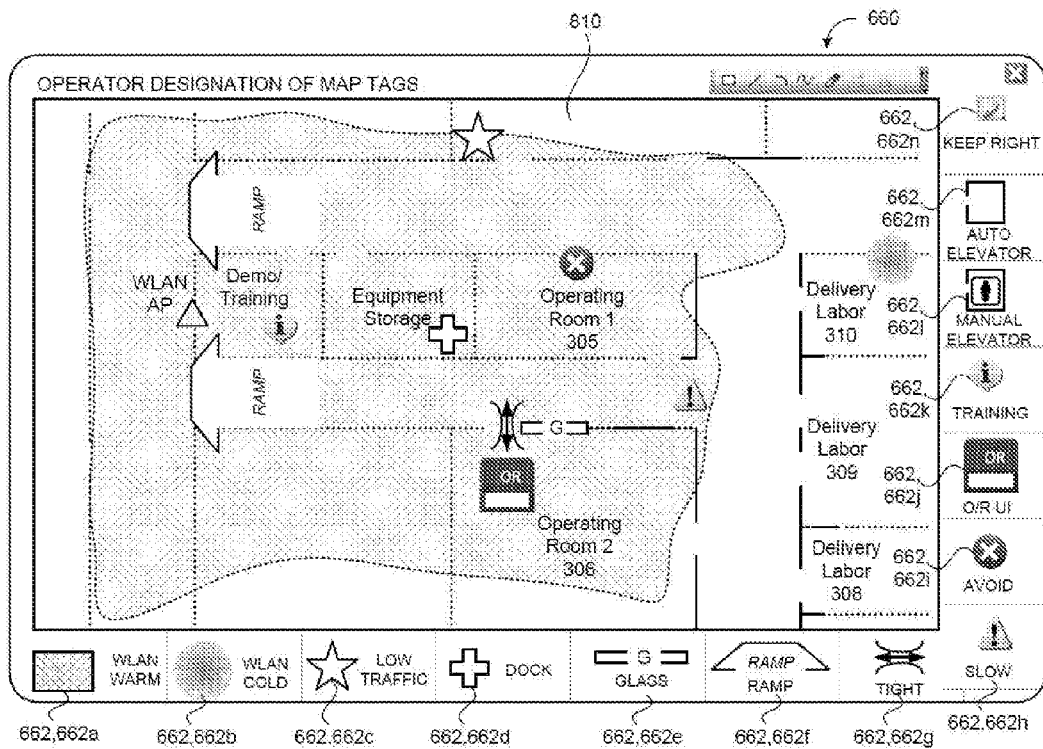 810
660
OPERATOR DESIGNATION OF MAP TAGS
662,
662n
KEEP RIGHT
RAMP
662,
662m
AUTO
ELEVATOR
WLAN
AP
Demo/
Training
Equipment
Storage
Operating
Room 1
305
Delivery
Labor
310
662,
662l
MANUAL
ELEVATOR
RAMP
662,
662k
TRAINING
G
Delivery
Labor
309
662,
662j
OR
O/R UI
OR
Operating
Room 2
306
Delivery
Labor
308
662,
662i
AVOID
WLAN
WARM
WLAN
COLD
LOW
TRAFFIC
DOCK
G
GLASS
RAMP
RAMP
TIGHT
SLOW
662,662a
662,662b
662,662c
662,662d
662,662e
662,662f
662,662g
662,662h